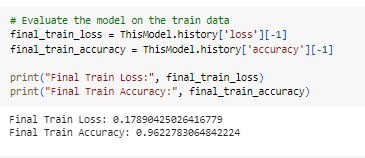 # Evaluate the model on the train data
final_train_loss = ThisModel.history['loss'][-1]
final_train_accuracy = ThisModel.history['accuracy'][-1]
print("Final Train Loss:", final_train_loss)
print("Final Train Accuracy:", final_train_accuracy)
Final Train Loss: 0.17890425026416779
Final Train Accuracy: 0.9622783064842224